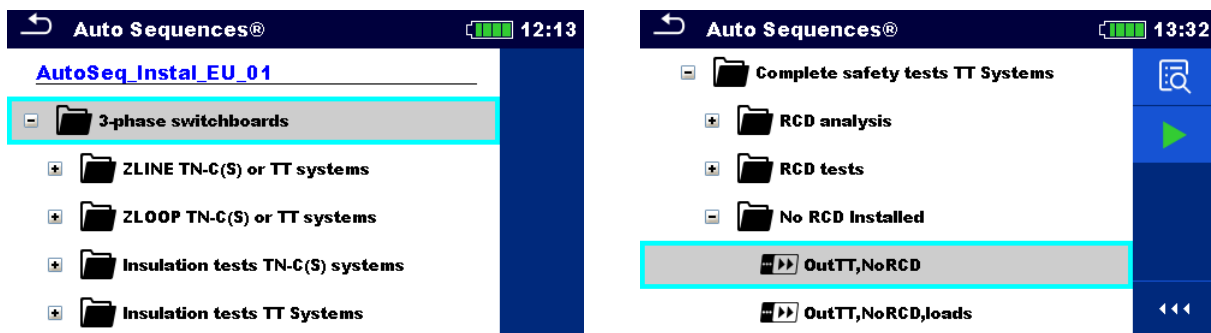 Auto Sequences® 12:13
AutoSeq_Instal_EU_01
3-phase switchboards
ZLINE TN-C(S) or TT systems
ZLOOP TN-C(S) or TT systems
Insulation tests TN-C(S) systems
Insulation tests TT Systems
Auto Sequences® 13:32
Complete safety tests TT Systems
RCD analysis
RCD tests
No RCD Installed
OutTT,NoRCD
OutTT,NoRCD,loads